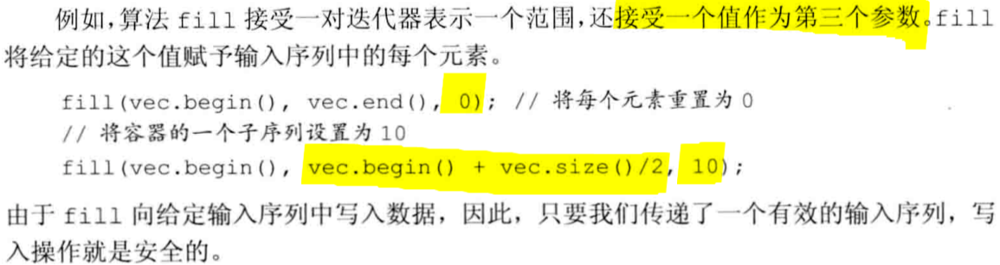 例如,算法 fill 接受一对迭代器表示一个范围,还接受一个值作为第三个参数。fill
将给定的这个值赋予输入序列中的每个元素。
fill(vec.begin(), vec.end(), 0); // 将每个元素重置为 0
// 将容器的一个子序列设置为 10
fill(vec.begin(), vec.begin() + vec.size()/2, 10);
由于 fill 向给定输入序列中写入数据，因此，只要我们传递了一个有效的输入序列，写
入操作就是安全的。